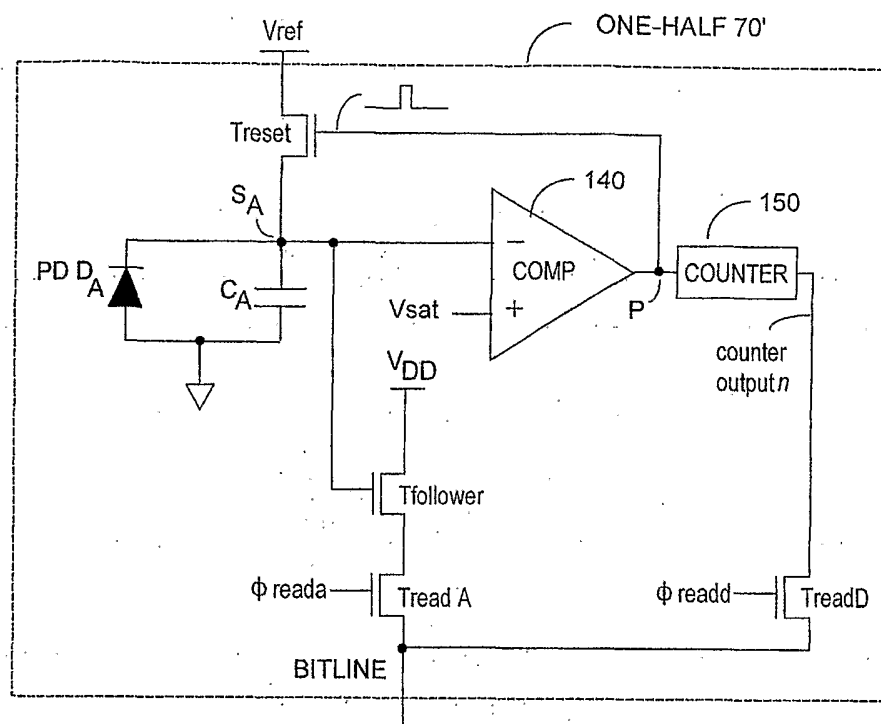 ONE-HALF 70'
Vref
Treset
S_A
140
150
PD D_A
C_A
−
COMP
+
Vsat
P
COUNTER
counter
output n
V_DD
Tfollower
ϕ reada
Tread A
ϕ readd
TreadD
BITLINE